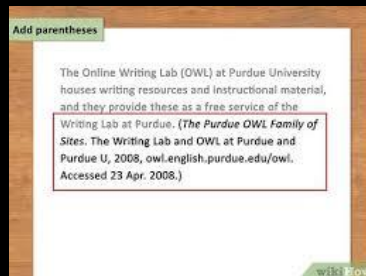 Add parentheses
The Online Writing Lab (OWL) at Purdue University
houses writing resources and instructional material,
and they provide these as a free service of the
Writing Lab at Purdue. (The Purdue OWL Family of
Sites. The Writing Lab and OWL at Purdue and
Purdue U, 2008, owl.english.purdue.edu/owl.
Accessed 23 Apr. 2008.)
wikiHow